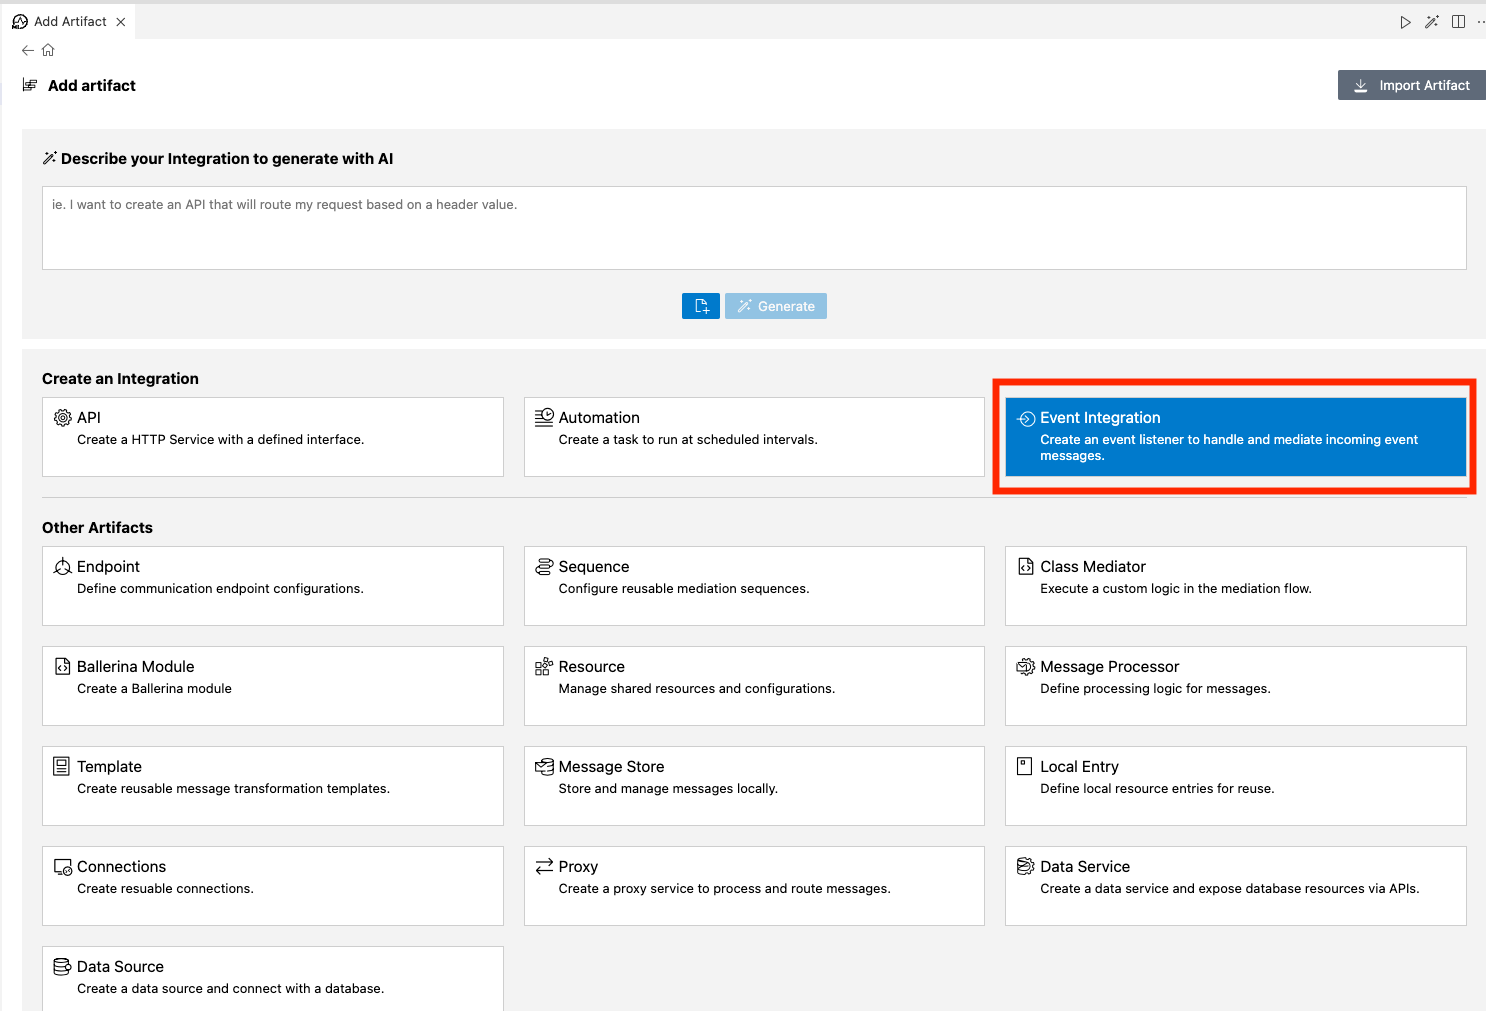 Add Artifact
Add artifact
Import Artifact
Describe your Integration to generate with AI
ie. I want to create an API that will route my request based on a header value.
Generate
Create an Integration
API
Create a HTTP Service with a defined interface.
Automation
Create a task to run at scheduled intervals.
Event Integration
Create an event listener to handle and mediate incoming event
messages.
Other Artifacts
Endpoint
Define communication endpoint configurations.
Sequence
Configure reusable mediation sequences.
Class Mediator
Execute a custom logic in the mediation flow.
Ballerina Module
Create a Ballerina module
Resource
Manage shared resources and configurations.
Message Processor
Define processing logic for messages.
Template
Create reusable message transformation templates.
Message Store
Store and manage messages locally.
Local Entry
Define local resource entries for reuse.
Connections
Create resuable connections.
Proxy
Create a proxy service to process and route messages.
Data Service
Create a data service and expose database resources via APIs.
Data Source
Create a data source and connect with a database.